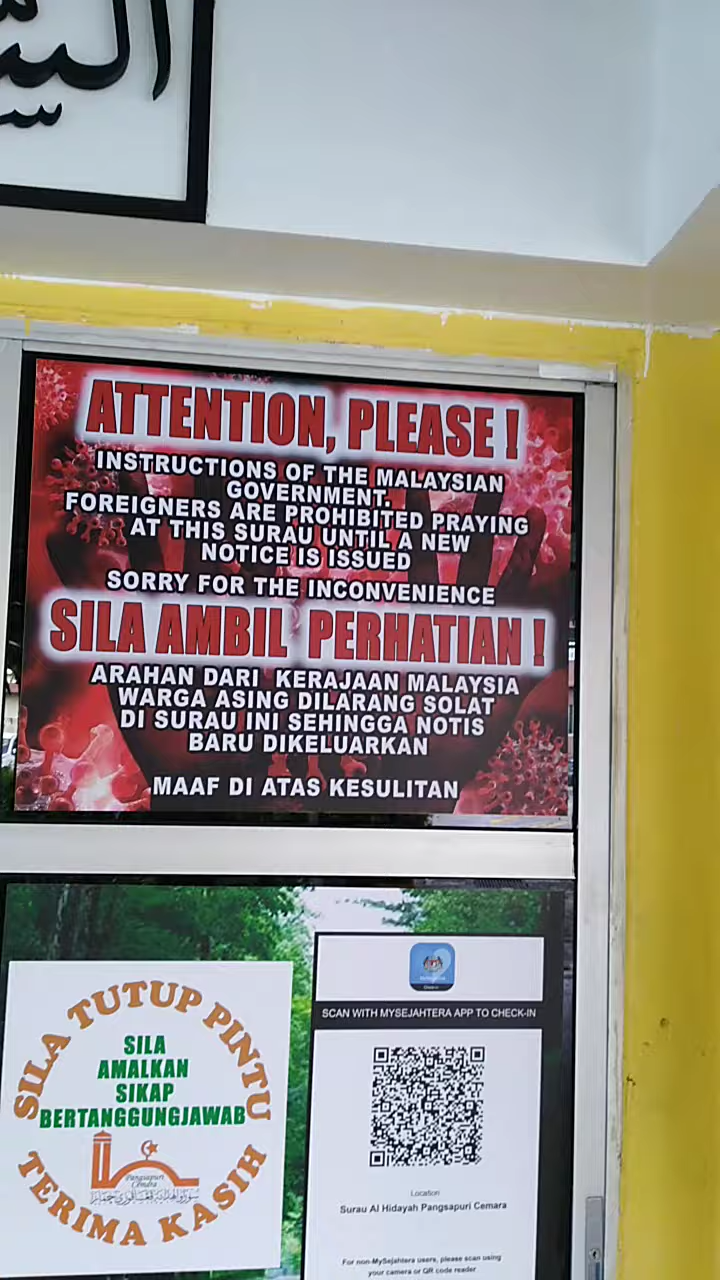 ATTENTION, PLEASE !
INSTRUCTIONS OF THE MALAYSIAN
GOVERNMENT.
FOREIGNERS ARE PROHIBITED PRAYING
AT THIS SURAU UNTIL A NEW
NOTICE IS ISSUED
SORRY FOR THE INCONVENIENCE
SILA AMBIL PERHATIAN !
ARAHAN DARI KERAJAAN MALAYSIA
WARGA ASING DILARANG SOLAT
DI SURAU INI SEHINGGA NOTIS
BARU DIKELUARKAN
MAAF DI ATAS KESULITAN
SILA TUTUP PINTU
SILA
AMALKAN
SIKAP
BERTANGGUNGJAWAB
Pangsapuri
Cemara
TERIMA KASIH
SCAN WITH MYSEJAHTERA APP TO CHECK-IN
Location
Surau Al Hidayah Pangsapuri Cemara
For non-MySejahtera users, please scan using
your camera or QR code reader